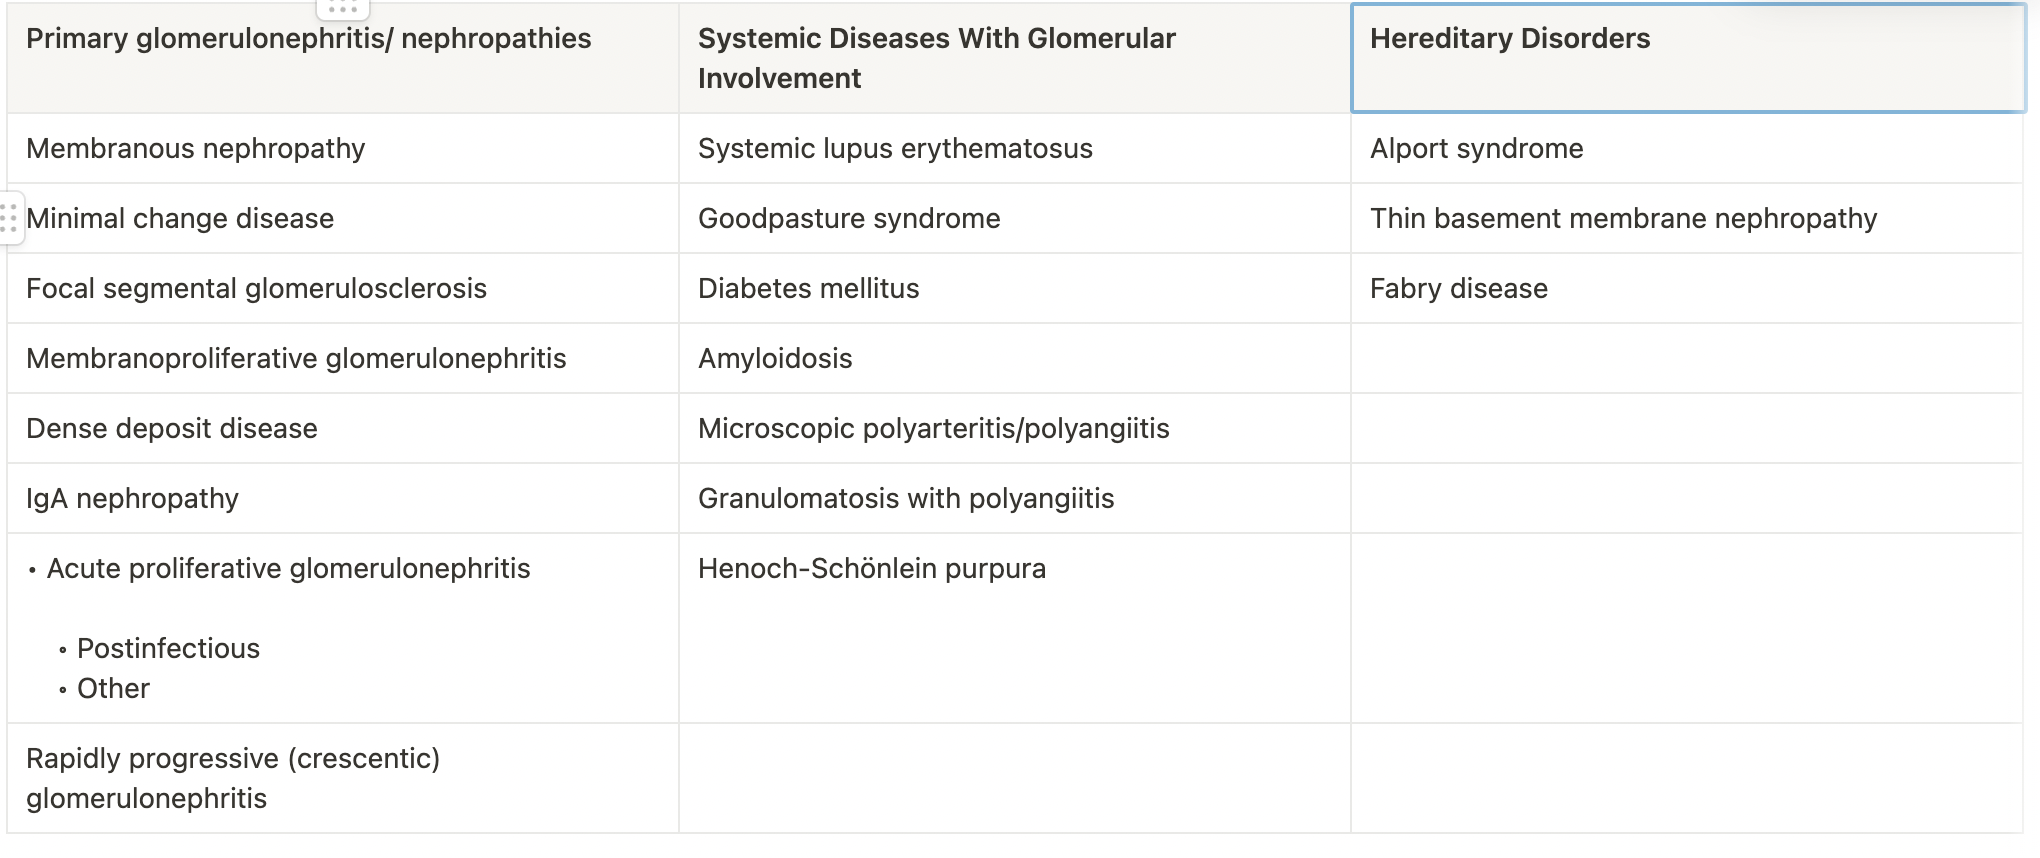 Primary glomerulonephritis/ nephropathies
Systemic Diseases With Glomerular
Involvement
Hereditary Disorders
Membranous nephropathy
Systemic lupus erythematosus
Alport syndrome
Minimal change disease
Goodpasture syndrome
Thin basement membrane nephropathy
Focal segmental glomerulosclerosis
Diabetes mellitus
Fabry disease
Membranoproliferative glomerulonephritis
Amyloidosis
Dense deposit disease
Microscopic polyarteritis/polyangiitis
IgA nephropathy
Granulomatosis with polyangiitis
• Acute proliferative glomerulonephritis
◦ Postinfectious
◦ Other
Henoch-Schönlein purpura
Rapidly progressive (crescentic)
glomerulonephritis